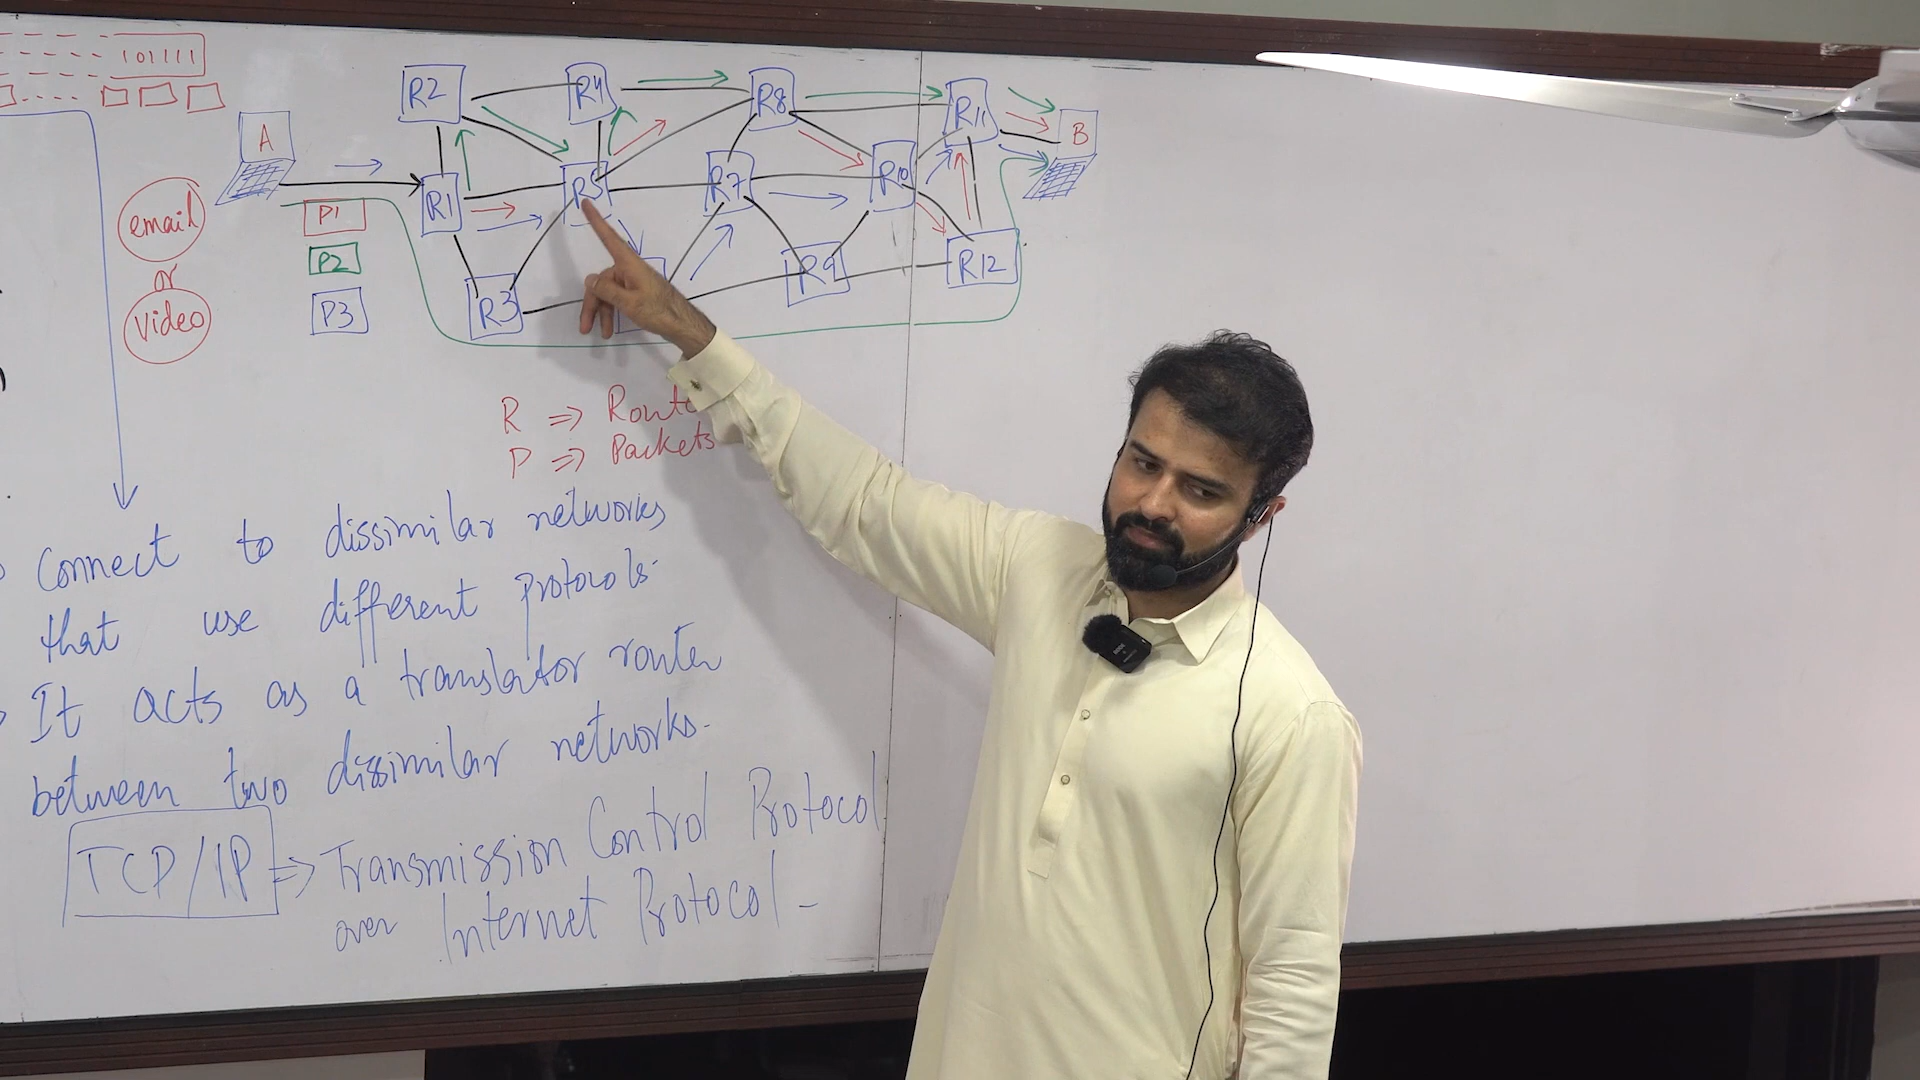 101111
R2
R4
R8
R11
A
B
R1
R5
R7
R10
email
or
video
P1
P2
P3
R3
R9
R12
R => Route
P => Packets
Connect to dissimilar networks
that use different protocols.
It acts as a translator router
between two dissimilar networks.
TCP/IP => Transmission Control Protocol
over Internet Protocol.